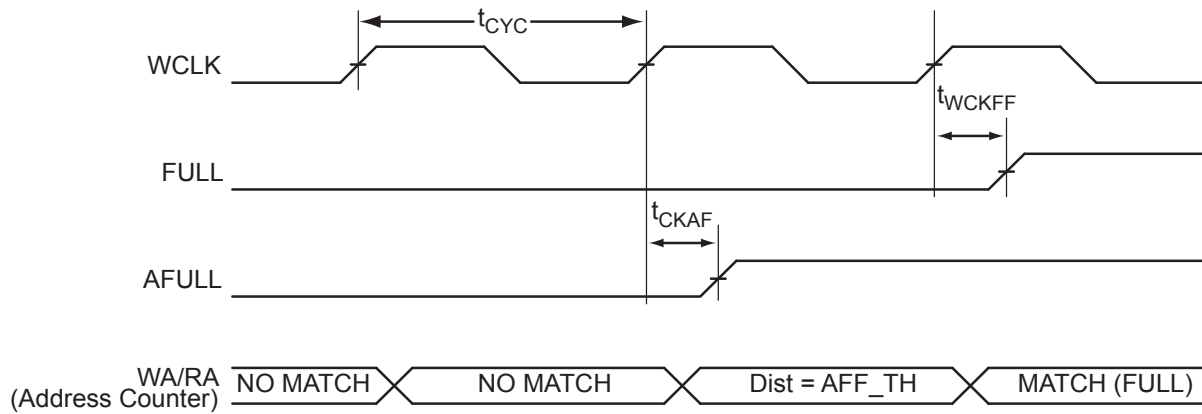 tCYC
WCLK
tWCKFF
FULL
tCKAF
AFULL
WA/RA
(Address Counter)
NO MATCH
NO MATCH
Dist = AFF_TH
MATCH (FULL)